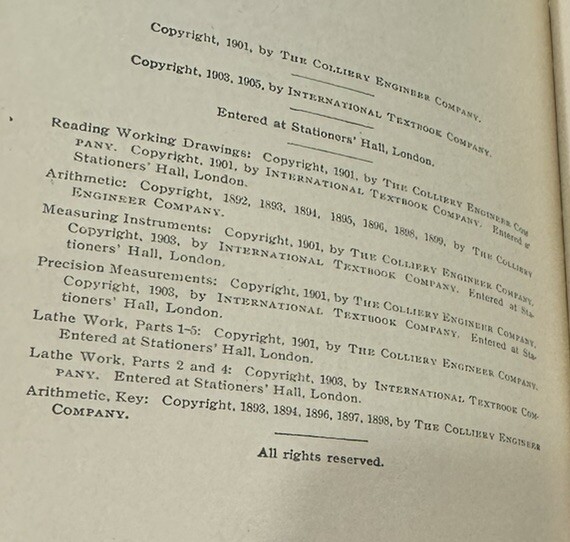 Copyright, 1901, by THE COLLIERY ENGINEER COMPANY.
Copyright, 1903, 1905, by INTERNATIONAL TEXTBOOK COMPANY.
Entered at Stationers' Hall, London.
Reading Working Drawings: Copyright, 1901, by THE COLLIERY ENGINEER COM
PANY. Copyright, 1901, by INTERNATIONAL TEXTBOOK COMPANY. Entered at
Stationers' Hall, London.
Arithmetic: Copyright, 1892, 1893, 1894, 1895, 1896, 1898, 1899, by THE COLLIERY
ENGINEER COMPANY.
Measuring Instruments: Copyright, 1901, by THE COLLIERY ENGINEER COMPANY.
Copyright, 1903, by INTERNATIONAL TEXTBOOK COMPANY. Entered at Sta-
tioners' Hall, London.
Precision Measurements: Copyright, 1901, by THE COLLIERY ENGINEER COMPANY.
Copyright, 1903, by INTERNATIONAL TEXTBOOK COMPANY. Entered at Sta-
tioners' Hall, London.
Lathe Work, Parts 1-5: Copyright, 1901, by THE COLLIERY ENGINEER COMPANY.
Entered at Stationers' Hall, London.
Lathe Work, Parts 2 and 4: Copyright, 1903, by INTERNATIONAL TEXTBOOK COM-
PANY. Entered at Stationers' Hall, London.
Arithmetic, Key: Copyright, 1893, 1894, 1896, 1897, 1898, by THE COLLIERY ENGINEER
COMPANY.
All rights reserved.